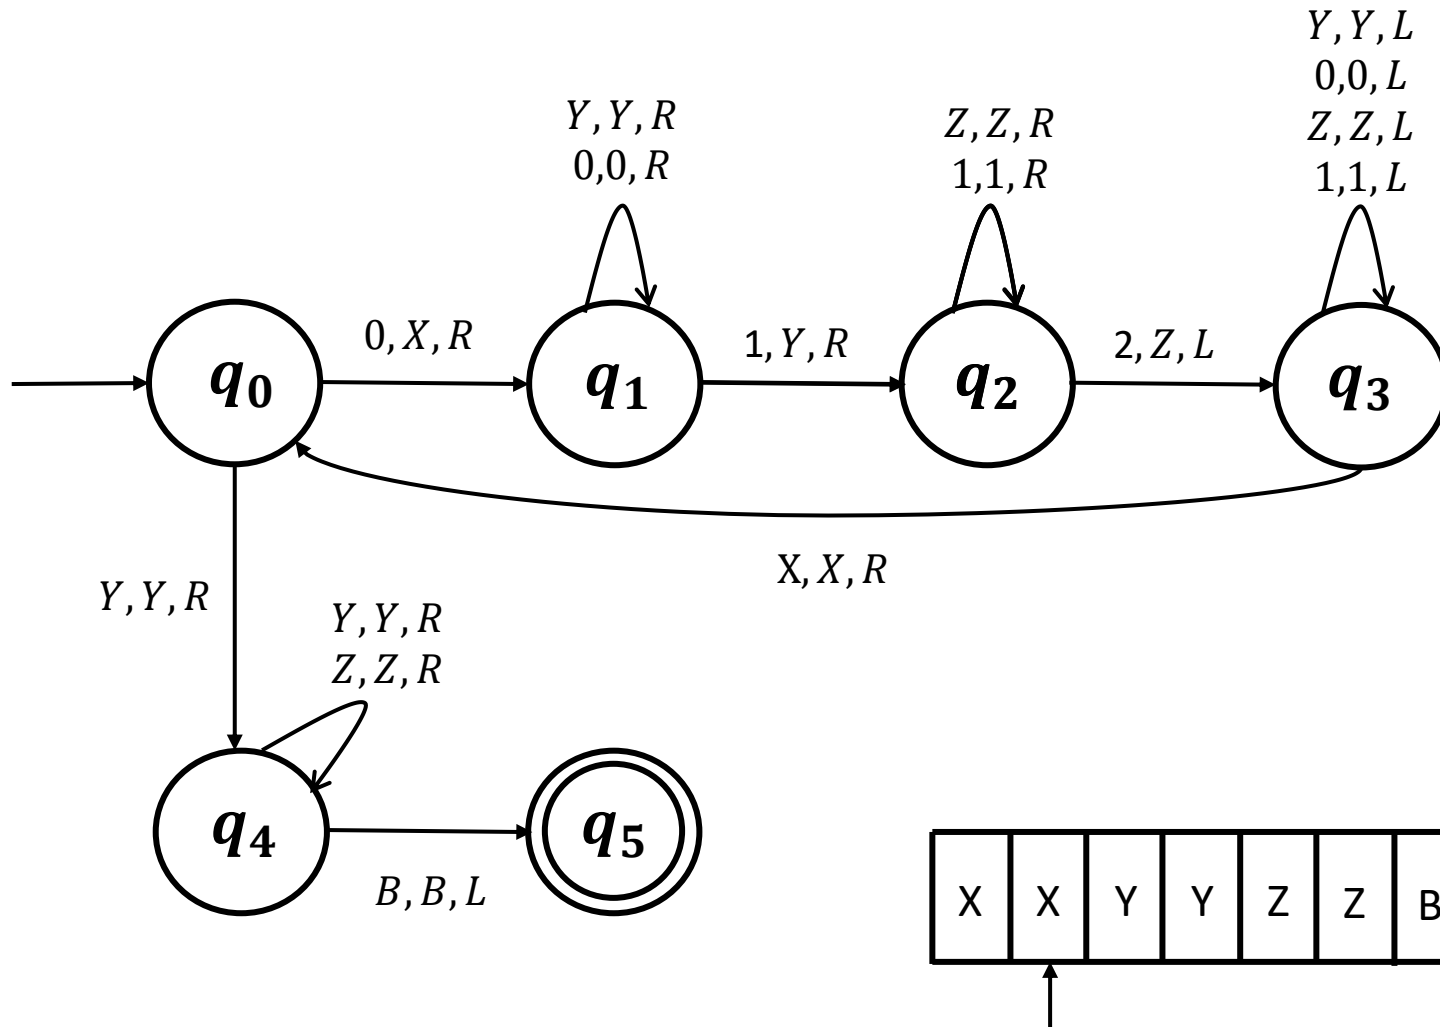 Y, Y, L
0,0, L
Z, Z, L
1,1, L
Y, Y, R
0,0, R
Z, Z, R
1,1, R
0, X, R
1, Y, R
2, Z, L
q0
q1
q2
q3
X, X, R
Y, Y, R
Y, Y, R
Z, Z, R
q4
q5
B, B, L
X X Y Y Z Z B